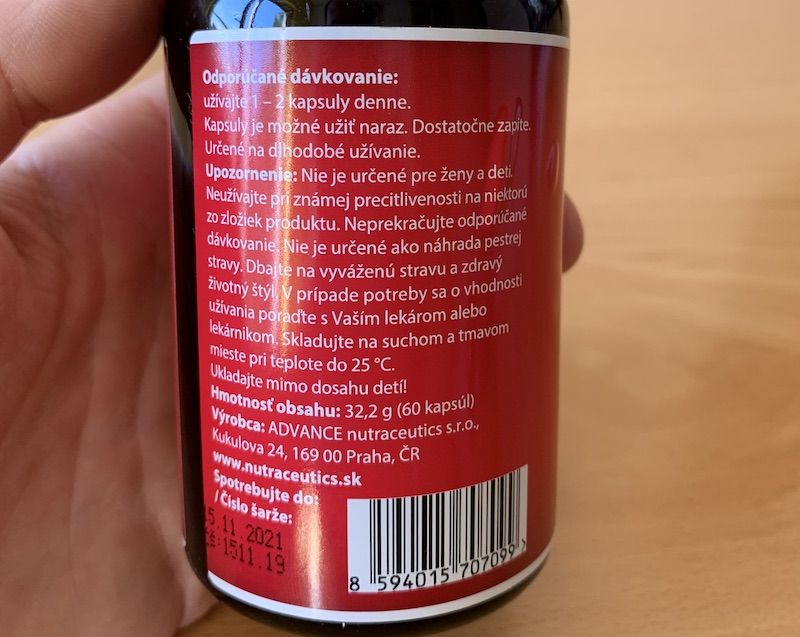 Odporúčané dávkovanie:
užívajte 1 – 2 kapsuly denne.
Kapsuly je možné užiť naraz. Dostatočne zapite.
Určené na dlhodobé užívanie.
Upozornenie: Nie je určené pre ženy a deti.
Neužívajte pri známej precitlivenosti na niektorú
zo zložiek produktu. Neprekračujte odporúčané
dávkovanie. Nie je určené ako náhrada pestrej
stravy. Dbajte na vyváženú stravu a zdravý
životný štýl. V prípade potreby sa o vhodnosti
užívania poraďte s Vaším lekárom alebo
lekárnikom. Skladujte na suchom a tmavom
mieste pri teplote do 25 °C.
Ukladajte mimo dosahu detí!
Hmotnosť obsahu: 32,2 g (60 kapsúl)
Výrobca: ADVANCE nutraceutics s.r.o.,
Kukulova 24, 169 00 Praha, ČR
www.nutraceutics.sk
Spotrebujte do:
/Číslo šarže:
5.11.2021
1511.19
8 594015 707099